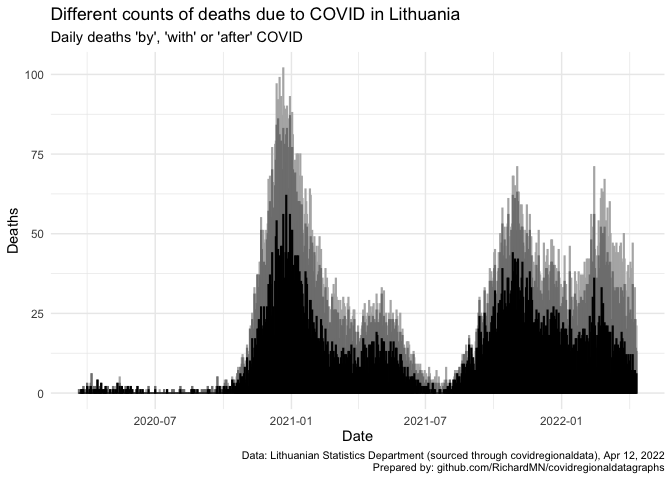 Different counts of deaths due to COVID in Lithuania
Daily deaths 'by', 'with' or 'after' COVID
Deaths
100
75
50
25
0
2020-07
2021-01
2021-07
2022-01
Date
Data: Lithuanian Statistics Department (sourced through covidregionaldata), Apr 12, 2022
Prepared by: github.com/RichardMN/covidregionaldatagraphs